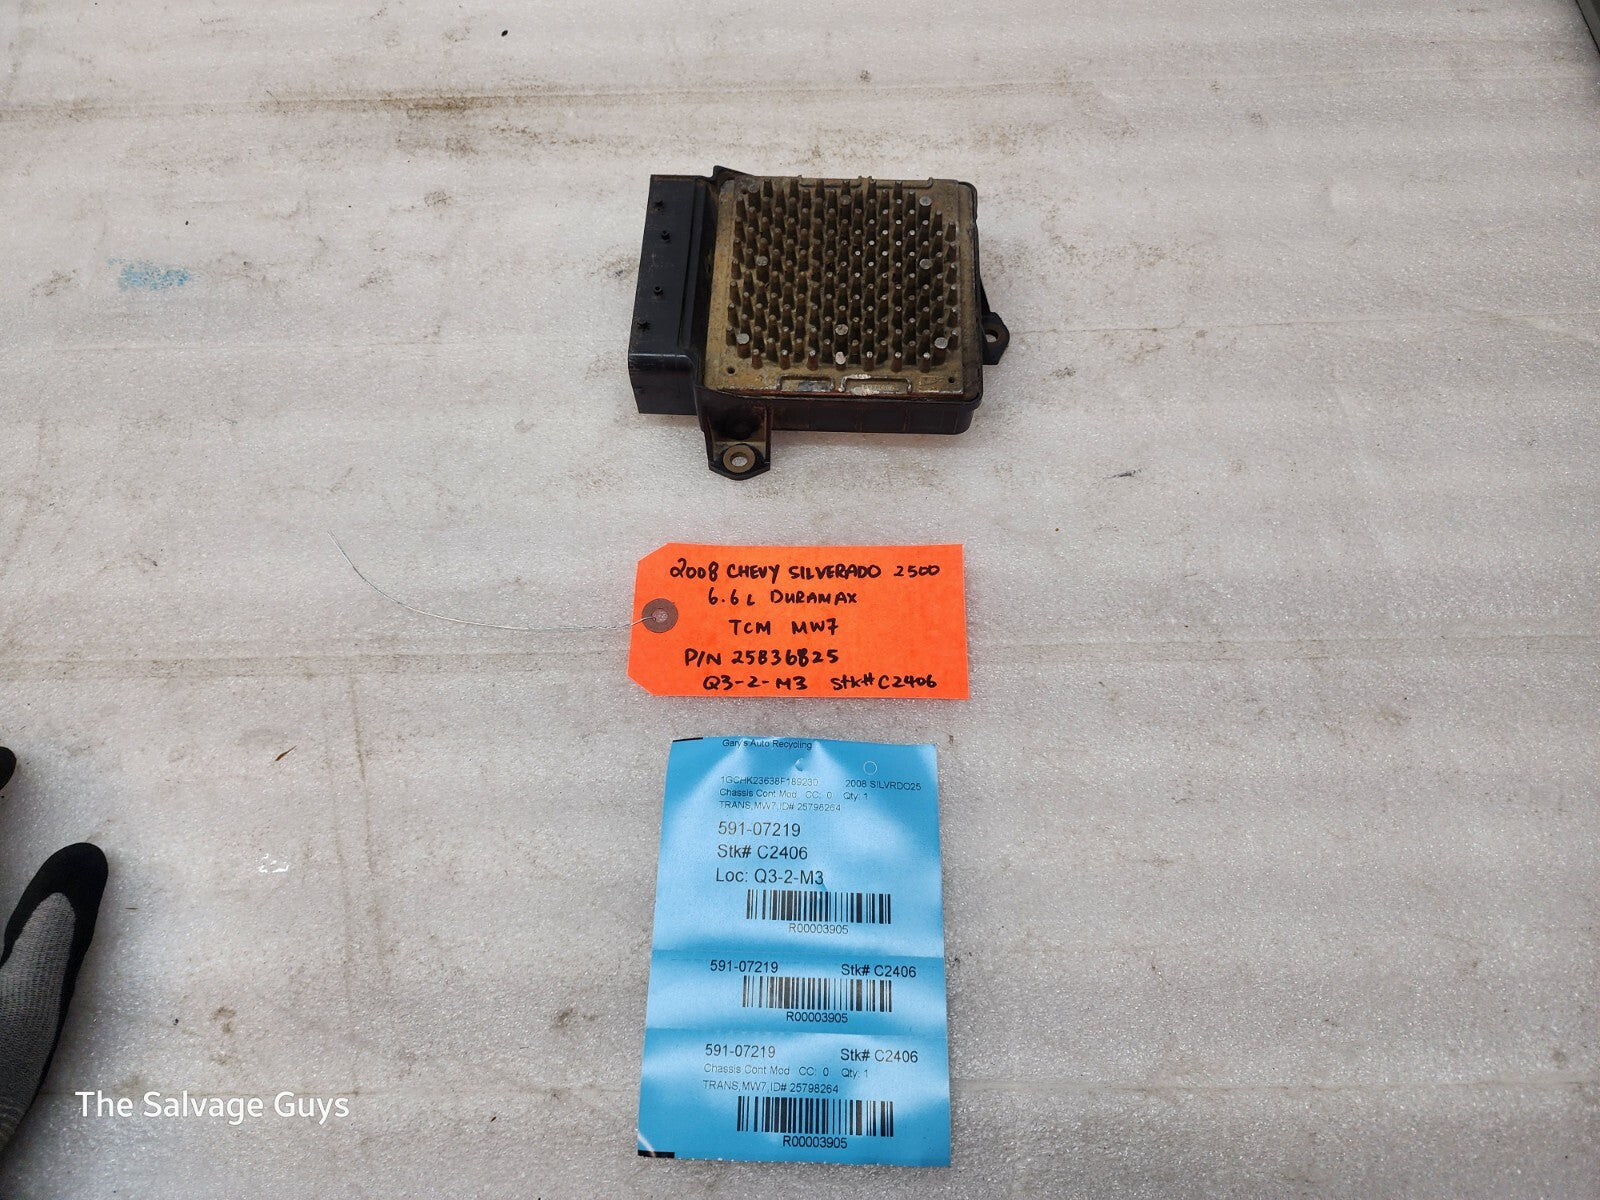 2008 CHEVY SILVERADO 2500
6.6L DURAMAX
TCM MW7
P/N 25836825
Q3-2-M3 Stk# C2406
Gary's Auto Recycling
1GCHK23638F189230 2008 SILVRDO25
Chassis Cont Mod CC: 0 Qty: 1
TRANS,MW7,ID# 25798264
591-07219
Stk# C2406
Loc: Q3-2-M3
R00003905
591-07219 Stk# C2406
R00003905
591-07219 Stk# C2406
Chassis Cont Mod CC: 0 Qty: 1
TRANS,MW7,ID# 25798264
R00003905
The Salvage Guys